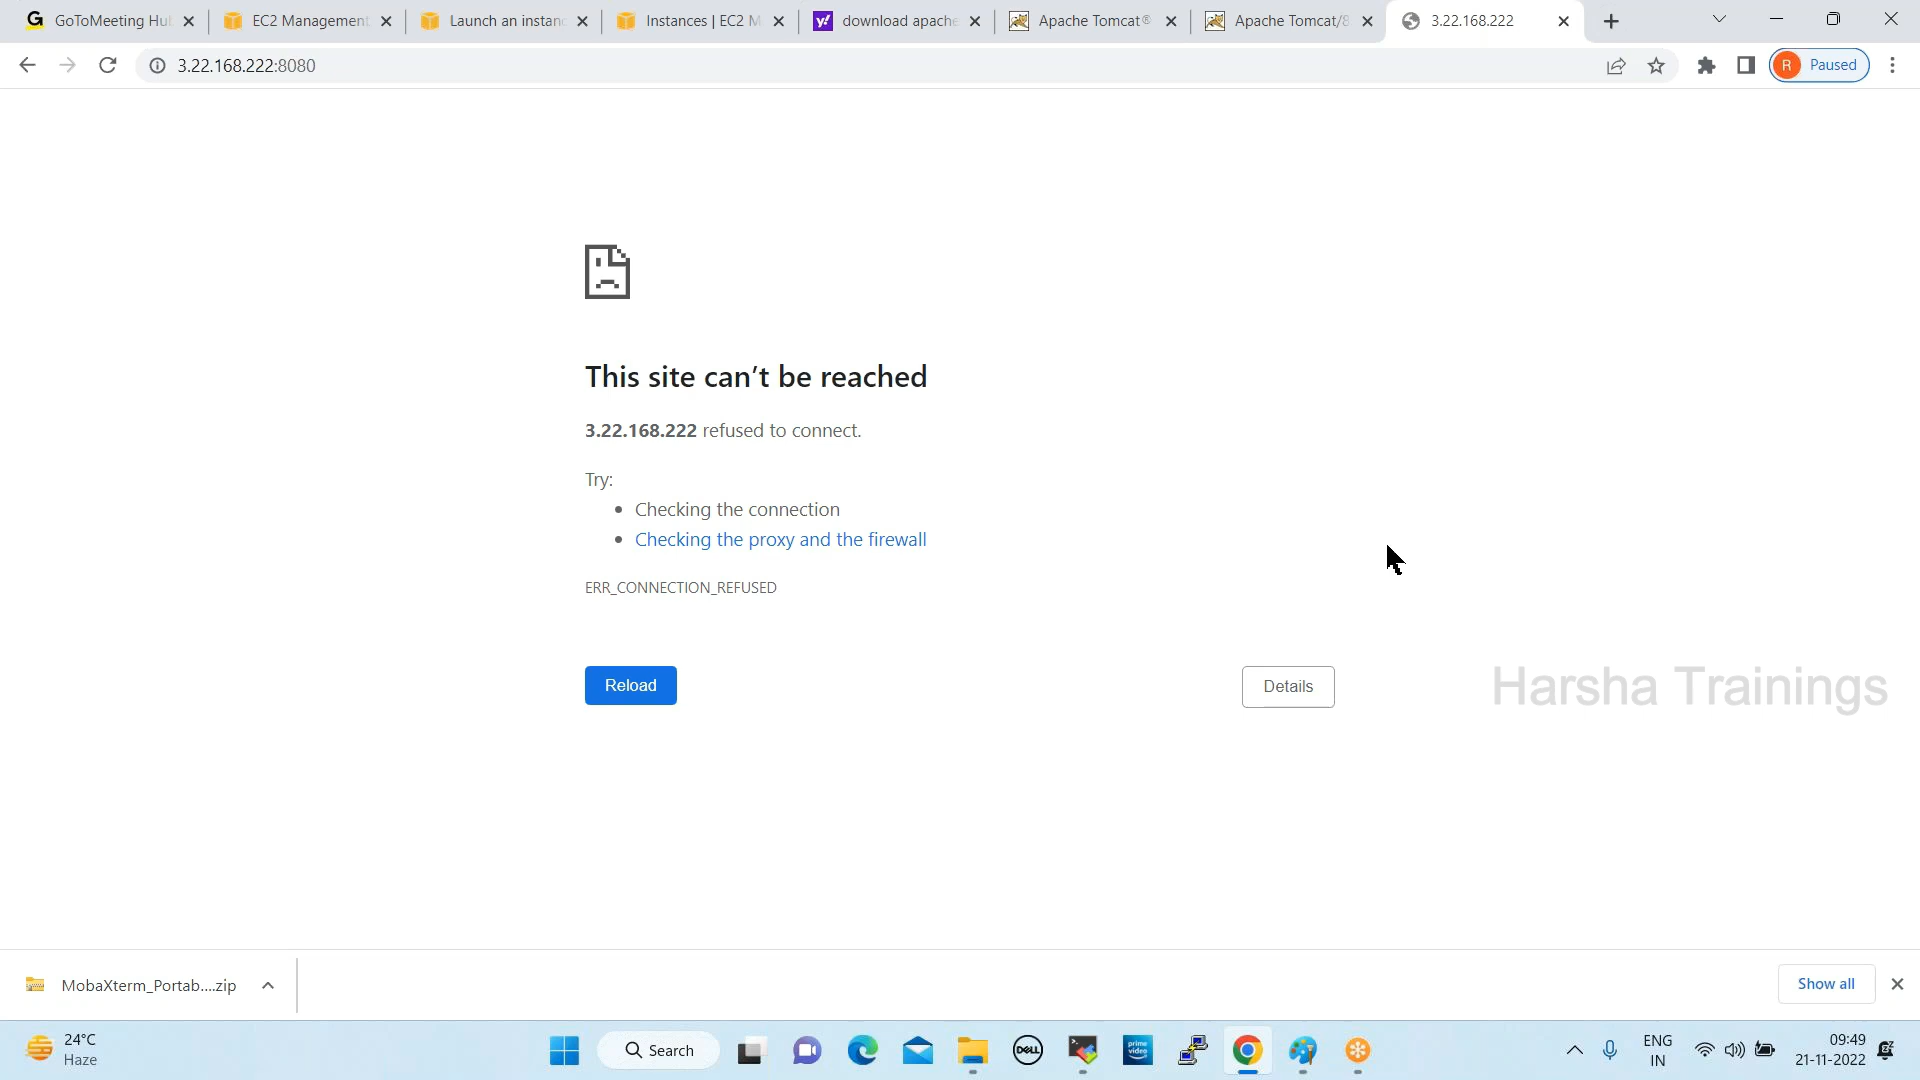 GoToMeeting Hu
EC2 Management
Launch an instanc
Instances | EC2 M
download apache
Apache Tomcat®
Apache Tomcat/8
3.22.168.222
3.22.168.222:8080
R Paused
This site can't be reached
3.22.168.222 refused to connect.
Try:
• Checking the connection
• Checking the proxy and the firewall
ERR_CONNECTION_REFUSED
Reload
Details
Harsha Trainings
MobaXterm_Portab....zip
Show all
24°C
Haze
Search
DELL
prime video
ENG
IN
09:49
21-11-2022